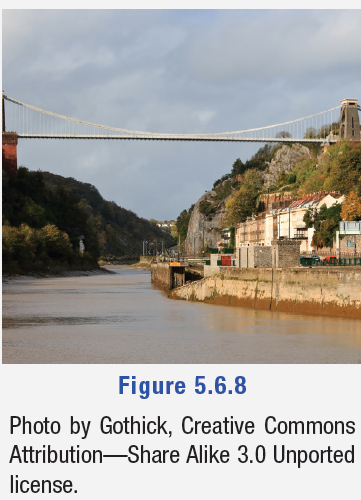 Figure 5.6.8
Photo by Gothick, Creative Commons
Attribution—Share Alike 3.0 Unported
license.